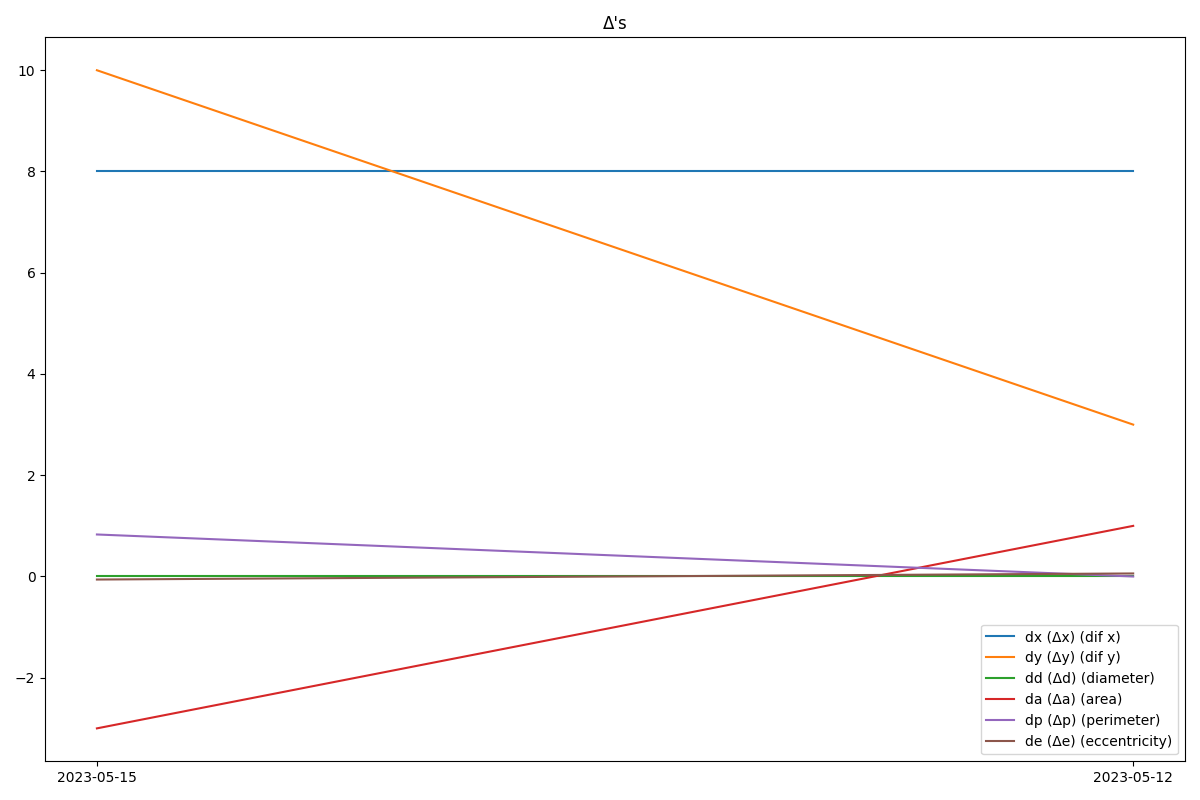 Δ's
10
8
6
4
2
0
−2
2023-05-15
2023-05-12
dx (Δx) (dif x)
dy (Δy) (dif y)
dd (Δd) (diameter)
da (Δa) (area)
dp (Δp) (perimeter)
de (Δe) (eccentricity)